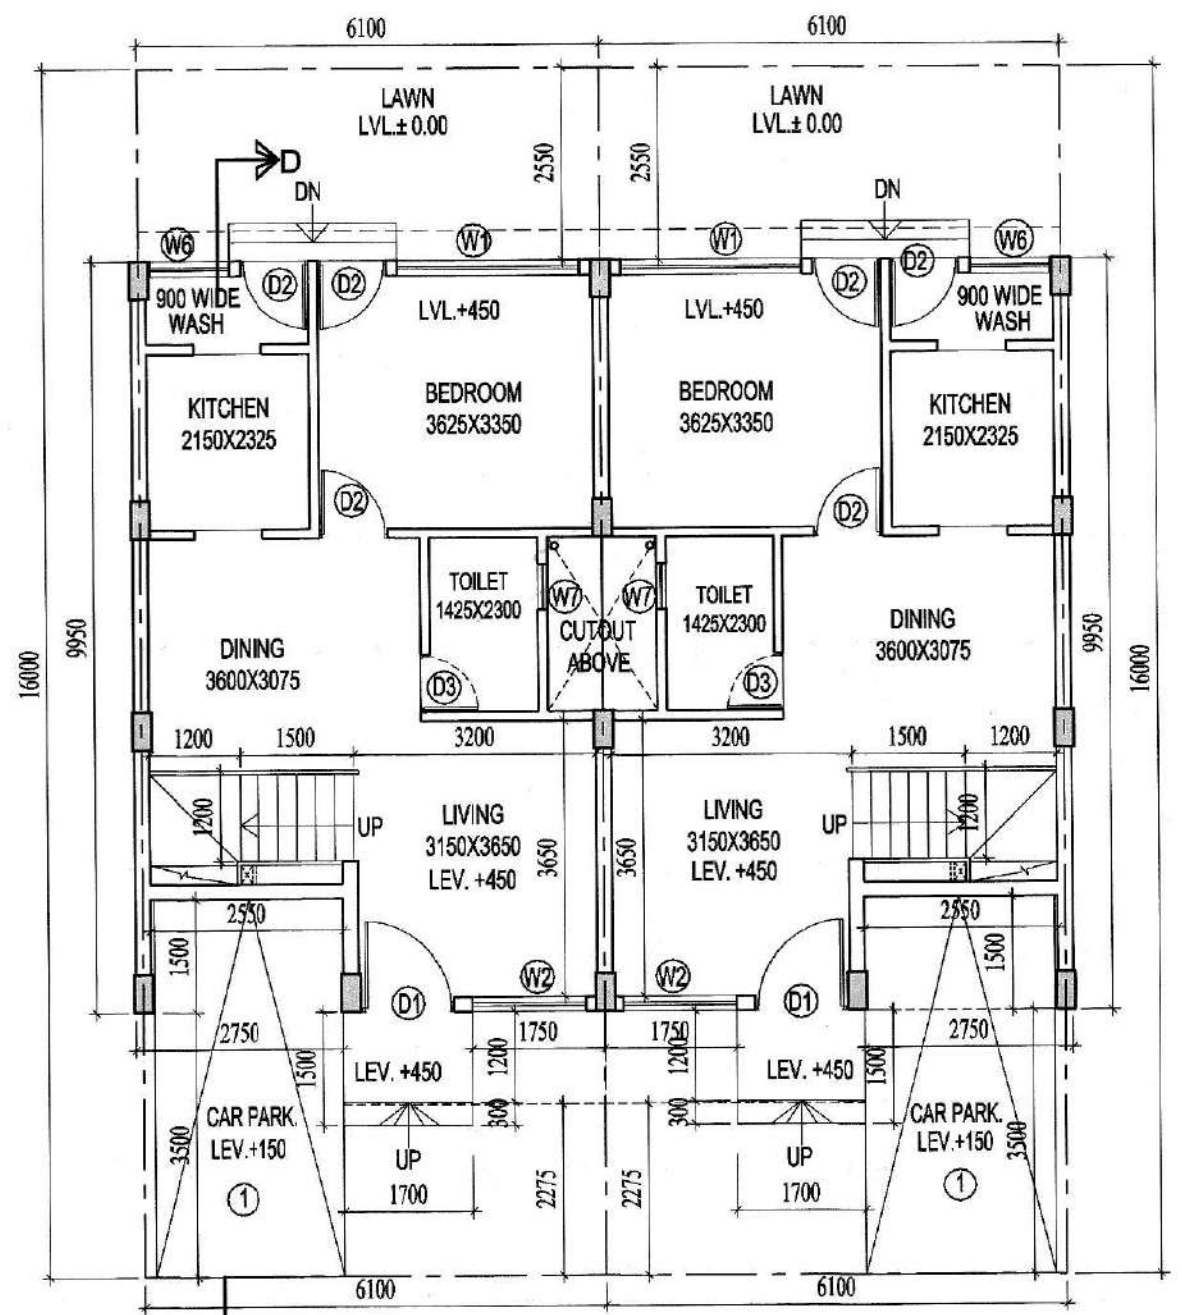 6100
6100
LAWN
LVL.± 0.00
LAWN
LVL.± 0.00
D
2550
2550
DN
DN
W6
W1
W1
W6
D2
D2
D2
D2
900 WIDE
WASH
LVL.+450
LVL.+450
900 WIDE
WASH
KITCHEN
2150X2325
BEDROOM
3625X3350
BEDROOM
3625X3350
KITCHEN
2150X2325
D2
D2
TOILET
1425X2300
W7
W7
TOILET
1425X2300
CUTOUT
ABOVE
DINING
3600X3075
DINING
3600X3075
16000
9950
9950
16000
D3
D3
1200
1500
3200
3200
1500
1200
1200
UP
LIVING
3150X3650
LEV. +450
3650
3650
LIVING
3150X3650
LEV. +450
UP
1200
2550
2550
1500
1500
W2
W2
D1
D1
2750
1750
1750
2750
1500
LEV. +450
1200
1200
LEV. +450
1500
300
300
CAR PARK.
LEV.+150
3500
1
CAR PARK.
LEV.+150
3500
1
UP
1700
UP
1700
2275
2275
6100
6100